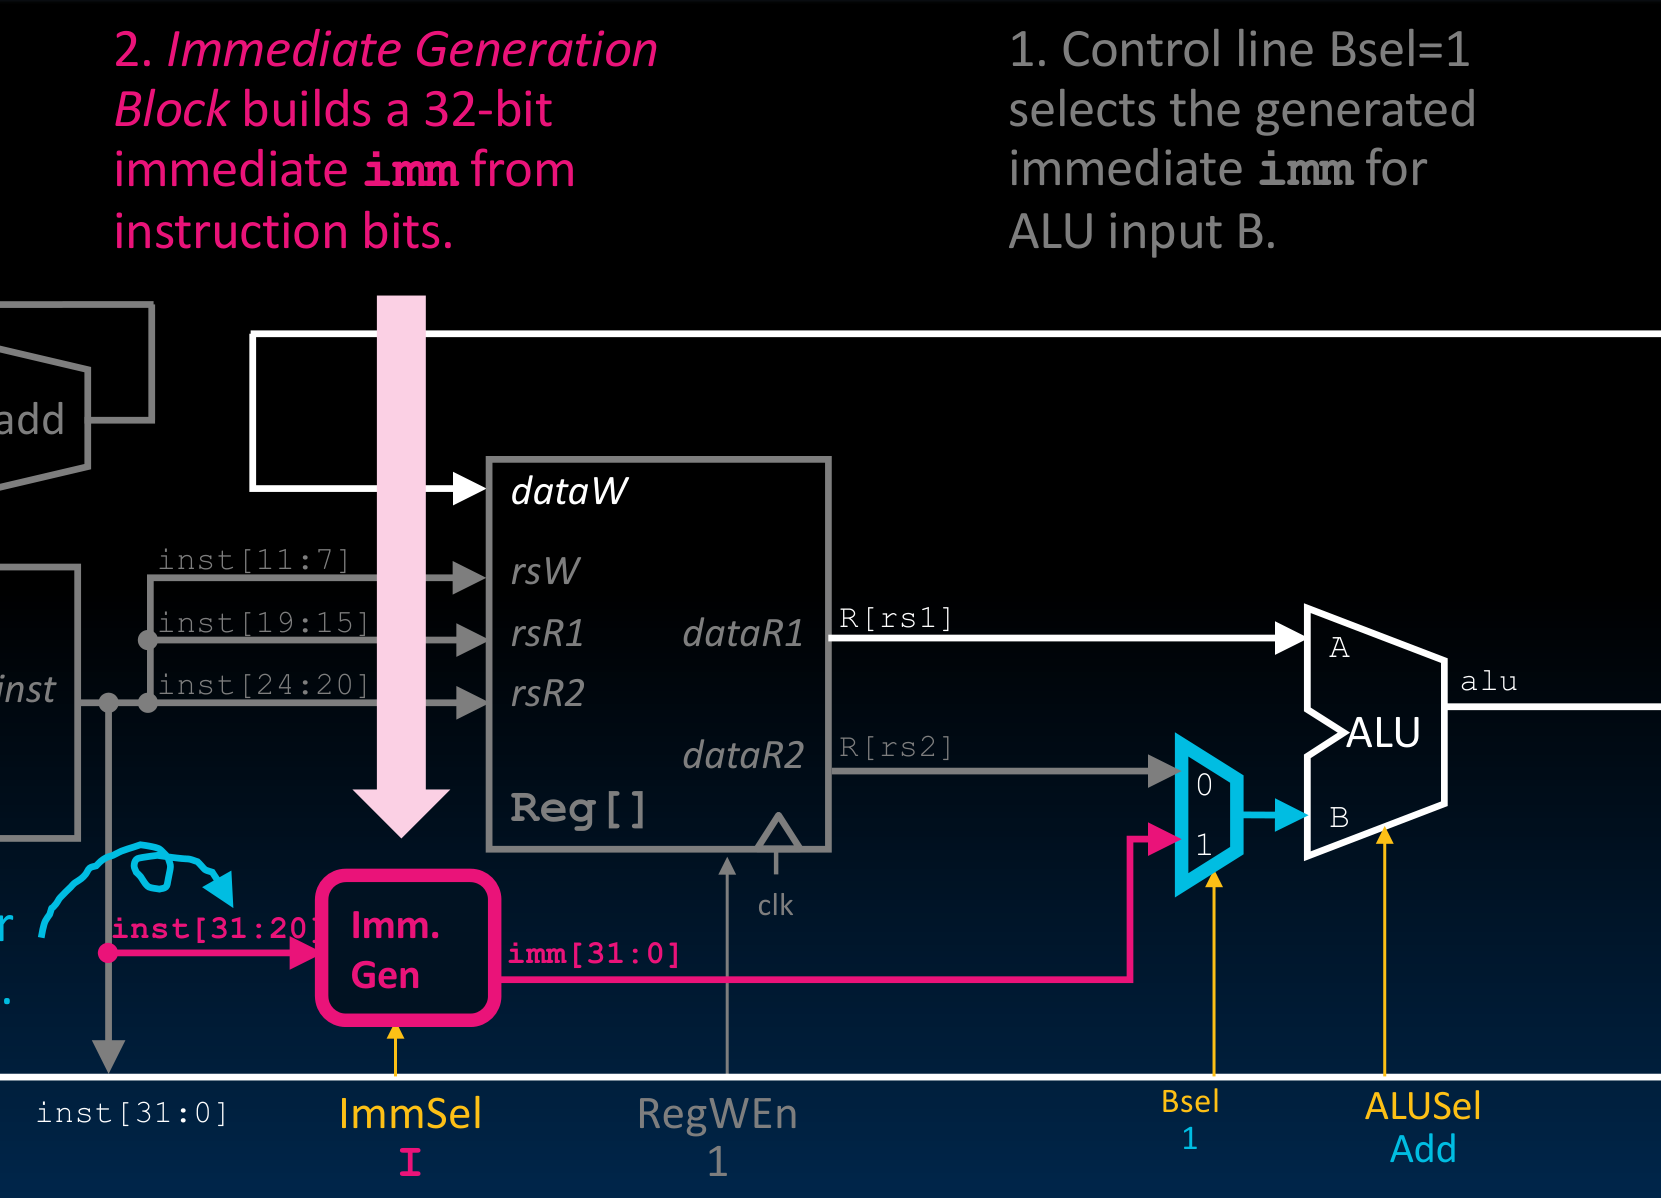 2. Immediate Generation
Block builds a 32-bit
immediate imm from
instruction bits.
1. Control line Bsel=1
selects the generated
immediate imm for
ALU input B.
add
dataW
inst[11:7]
rsW
inst[19:15]
rsR1
dataR1
R[rs1]
A
inst
inst[24:20]
rsR2
alu
ALU
dataR2
R[rs2]
0
Reg[]
B
1
clk
r
inst[31:20]
Imm.
Gen
imm[31:0]
.
inst[31:0]
ImmSel
I
RegWEn
1
Bsel
1
ALUSel
Add